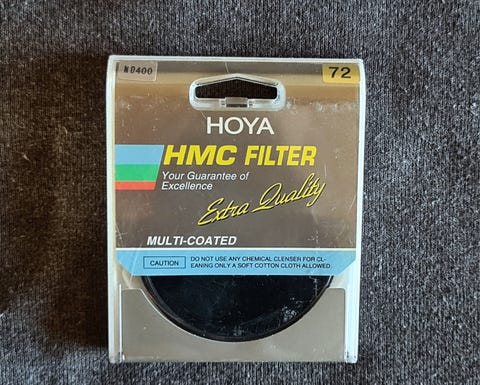 ND400
72
HOYA
HMC FILTER
Your Guarantee of
Excellence
Extra Quality
MULTI-COATED
CAUTION
DO NOT USE ANY CHEMICAL CLENSER FOR CL-
EANING ONLY A SOFT COTTON CLOTH ALLOWED.